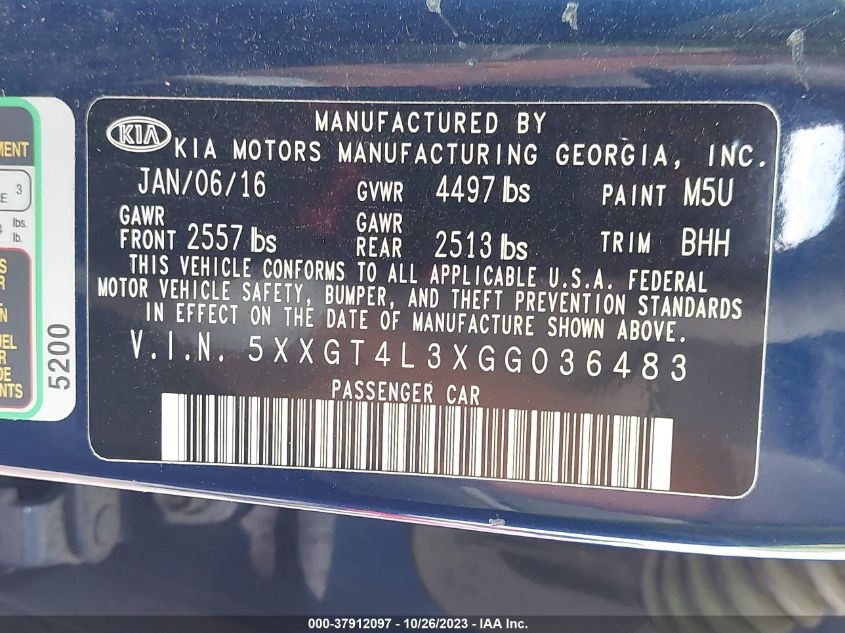 KIA
MANUFACTURED BY
KIA MOTORS MANUFACTURING GEORGIA, INC.
JAN/06/16 GVWR 4497 lbs PAINT M5U
GAWR FRONT 2557 lbs GAWR REAR 2513 lbs TRIM BHH
THIS VEHICLE CONFORMS TO ALL APPLICABLE U.S.A. FEDERAL
MOTOR VEHICLE SAFETY, BUMPER, AND THEFT PREVENTION STANDARDS
IN EFFECT ON THE DATE OF MANUFACTURE SHOWN ABOVE.
V.I.N. 5XXGT4L3XGG036483
PASSENGER CAR
3
lbs.
lb.
5200
000-37912097 - 10/26/2023 - IAA Inc.